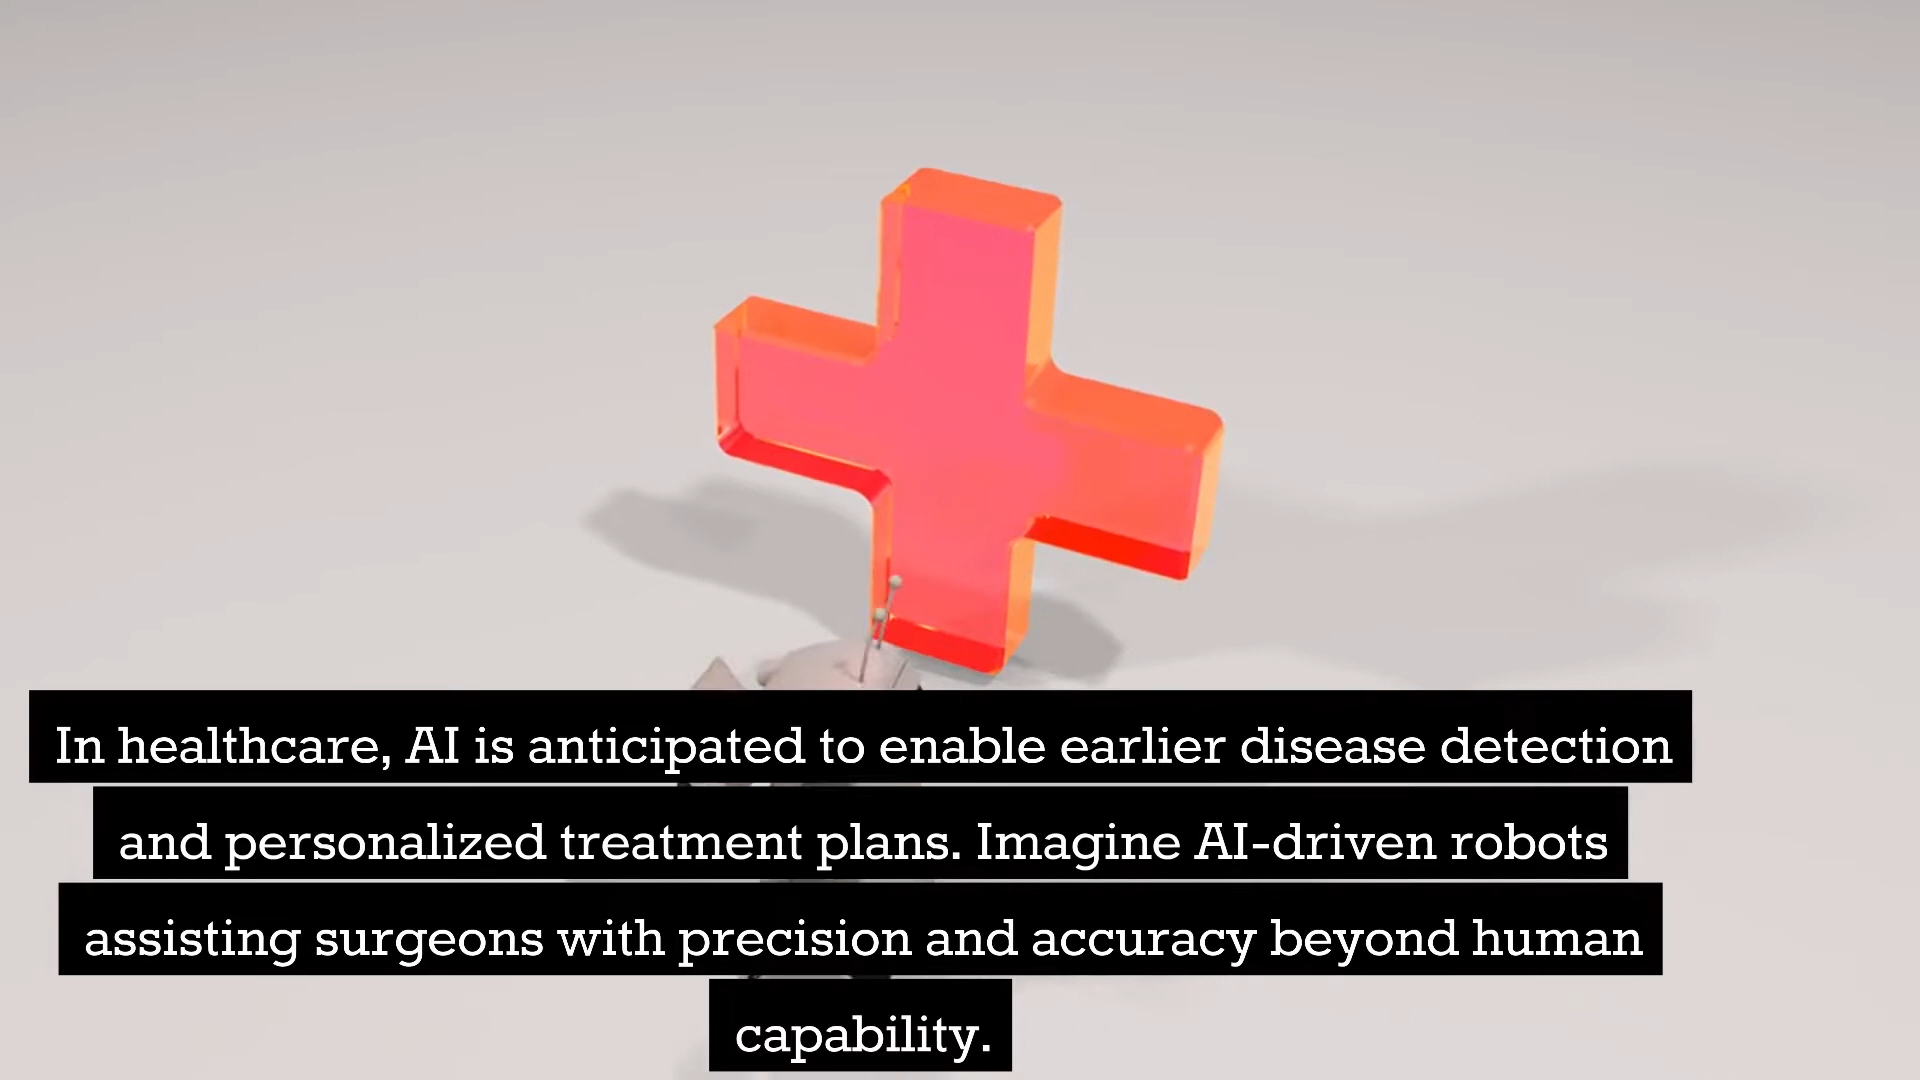 In healthcare, AI is anticipated to enable earlier disease detection
and personalized treatment plans. Imagine AI-driven robots
assisting surgeons with precision and accuracy beyond human
capability.